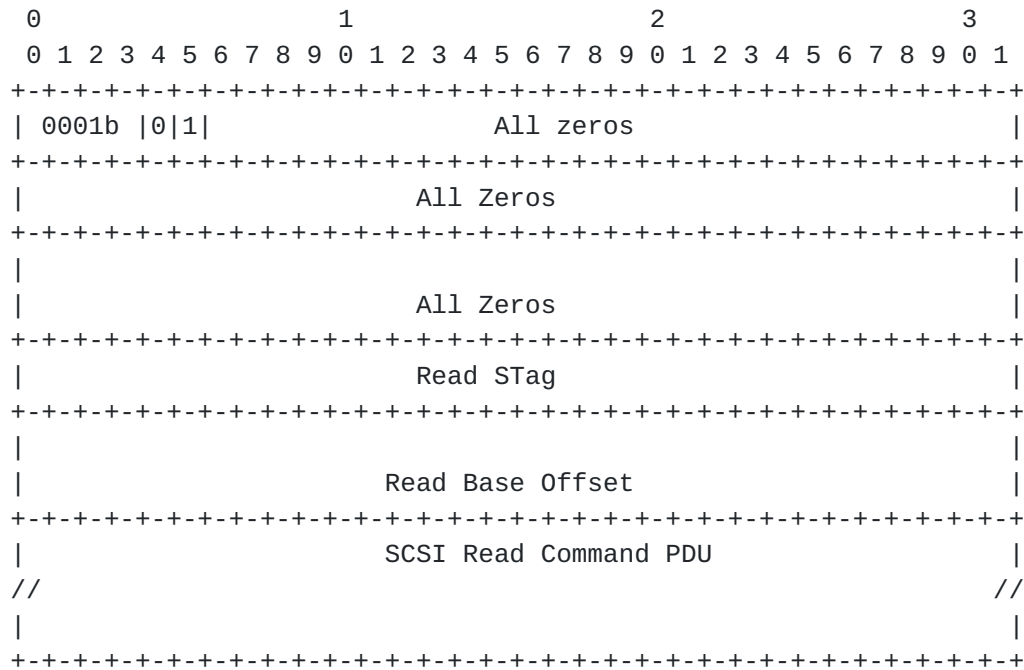 0                   1                   2                   3
 0 1 2 3 4 5 6 7 8 9 0 1 2 3 4 5 6 7 8 9 0 1 2 3 4 5 6 7 8 9 0 1
+-+-+-+-+-+-+-+-+-+-+-+-+-+-+-+-+-+-+-+-+-+-+-+-+-+-+-+-+-+-+-+-+
| 0001b |0|1|                  All zeros                        |
+-+-+-+-+-+-+-+-+-+-+-+-+-+-+-+-+-+-+-+-+-+-+-+-+-+-+-+-+-+-+-+-+
|                         All Zeros                             |
+-+-+-+-+-+-+-+-+-+-+-+-+-+-+-+-+-+-+-+-+-+-+-+-+-+-+-+-+-+-+-+-+
|                                                               |
|                         All Zeros                             |
+-+-+-+-+-+-+-+-+-+-+-+-+-+-+-+-+-+-+-+-+-+-+-+-+-+-+-+-+-+-+-+-+
|                         Read STag                             |
+-+-+-+-+-+-+-+-+-+-+-+-+-+-+-+-+-+-+-+-+-+-+-+-+-+-+-+-+-+-+-+-+
|                                                               |
|                       Read Base Offset                        |
+-+-+-+-+-+-+-+-+-+-+-+-+-+-+-+-+-+-+-+-+-+-+-+-+-+-+-+-+-+-+-+-+
|                       SCSI Read Command PDU                   |
//                                                             //
|                                                               |
+-+-+-+-+-+-+-+-+-+-+-+-+-+-+-+-+-+-+-+-+-+-+-+-+-+-+-+-+-+-+-+-+